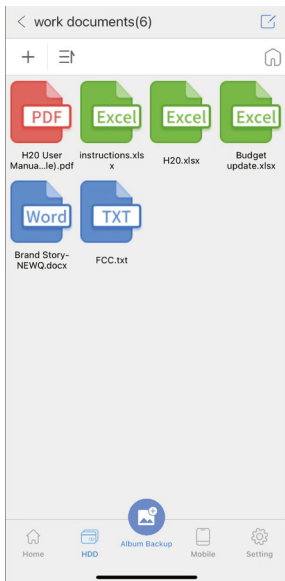 work documents(6)
PDF
Excel
Excel
Excel
H20 User
Manua...le).pdf
instructions.xls
x
H20.xlsx
Budget
update.xlsx
Word
TXT
Brand Story-
NEWQ.docx
FCC.txt
Home
HDD
Album Backup
Mobile
Setting